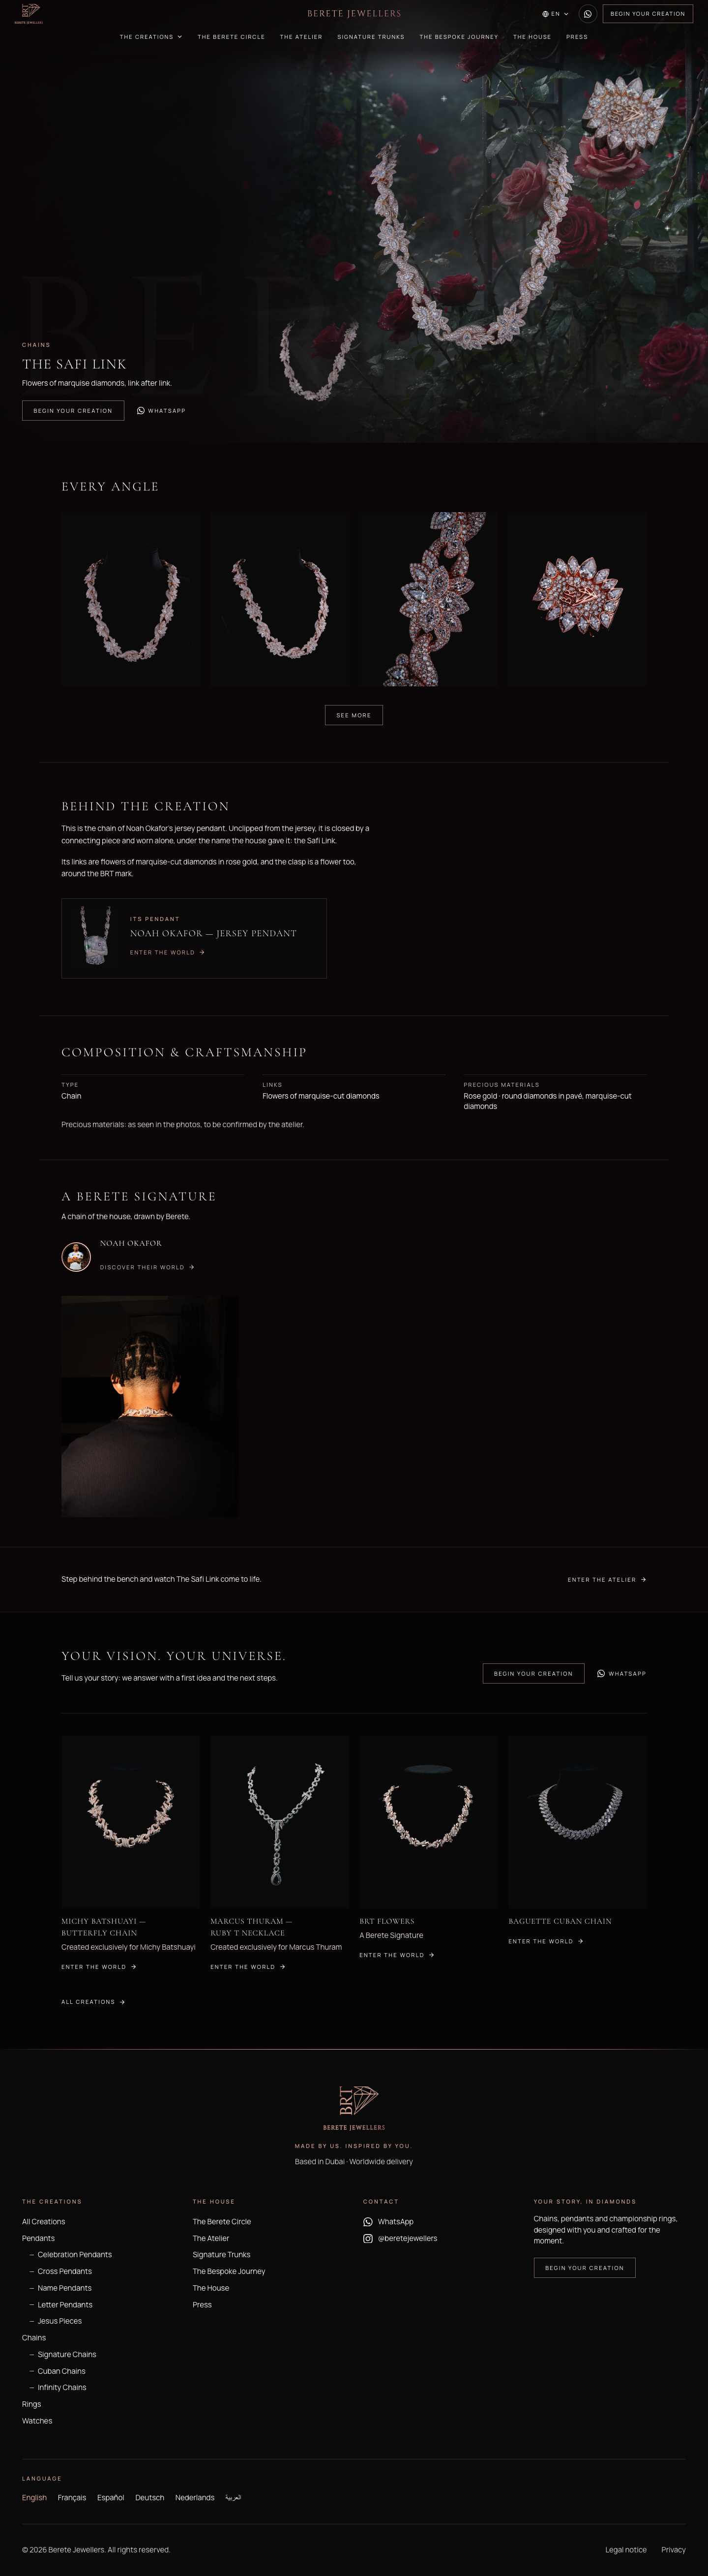 BERETE JEWELLERS
BERETE JEWELLERS
EN
BEGIN YOUR CREATION
THE CREATIONS
THE BERETE CIRCLE
THE ATELIER
SIGNATURE TRUNKS
THE BESPOKE JOURNEY
THE HOUSE
PRESS
CHAINS
THE SAFI LINK
Flowers of marquise diamonds, link after link.
BEGIN YOUR CREATION
WHATSAPP
EVERY ANGLE
SEE MORE
BEHIND THE CREATION
This is the chain of Noah Okafor's jersey pendant. Unclipped from the jersey, it is closed by a
connecting piece and worn alone, under the name the house gave it: the Safi Link.
Its links are flowers of marquise-cut diamonds in rose gold, and the clasp is a flower too,
around the BRT mark.
ITS PENDANT
NOAH OKAFOR — JERSEY PENDANT
ENTER THE WORLD →
COMPOSITION & CRAFTSMANSHIP
TYPE
Chain
LINKS
Flowers of marquise-cut diamonds
PRECIOUS MATERIALS
Rose gold · round diamonds in pavé, marquise-cut
diamonds
Precious materials: as seen in the photos, to be confirmed by the atelier.
A BERETE SIGNATURE
A chain of the house, drawn by Berete.
NOAH OKAFOR
DISCOVER THEIR WORLD →
Step behind the bench and watch The Safi Link come to life.
ENTER THE ATELIER →
YOUR VISION. YOUR UNIVERSE.
Tell us your story: we answer with a first idea and the next steps.
BEGIN YOUR CREATION
WHATSAPP
MICHY BATSHUAYI —
BUTTERFLY CHAIN
Created exclusively for Michy Batshuayi
ENTER THE WORLD →
MARCUS THURAM —
RUBY T NECKLACE
Created exclusively for Marcus Thuram
ENTER THE WORLD →
BRT FLOWERS
A Berete Signature
ENTER THE WORLD →
BAGUETTE CUBAN CHAIN
ENTER THE WORLD →
ALL CREATIONS →
BRT
BERETE JEWELLERS
MADE BY US. INSPIRED BY YOU.
Based in Dubai · Worldwide delivery
THE CREATIONS
All Creations
Pendants
— Celebration Pendants
— Cross Pendants
— Name Pendants
— Letter Pendants
— Jesus Pieces
Chains
— Signature Chains
— Cuban Chains
— Infinity Chains
Rings
Watches
THE HOUSE
The Berete Circle
The Atelier
Signature Trunks
The Bespoke Journey
The House
Press
CONTACT
WhatsApp
@beretejewellers
YOUR STORY, IN DIAMONDS
Chains, pendants and championship rings,
designed with you and crafted for the
moment.
BEGIN YOUR CREATION
LANGUAGE
English
Français
Español
Deutsch
Nederlands
العربية
© 2026 Berete Jewellers. All rights reserved.
Legal notice
Privacy